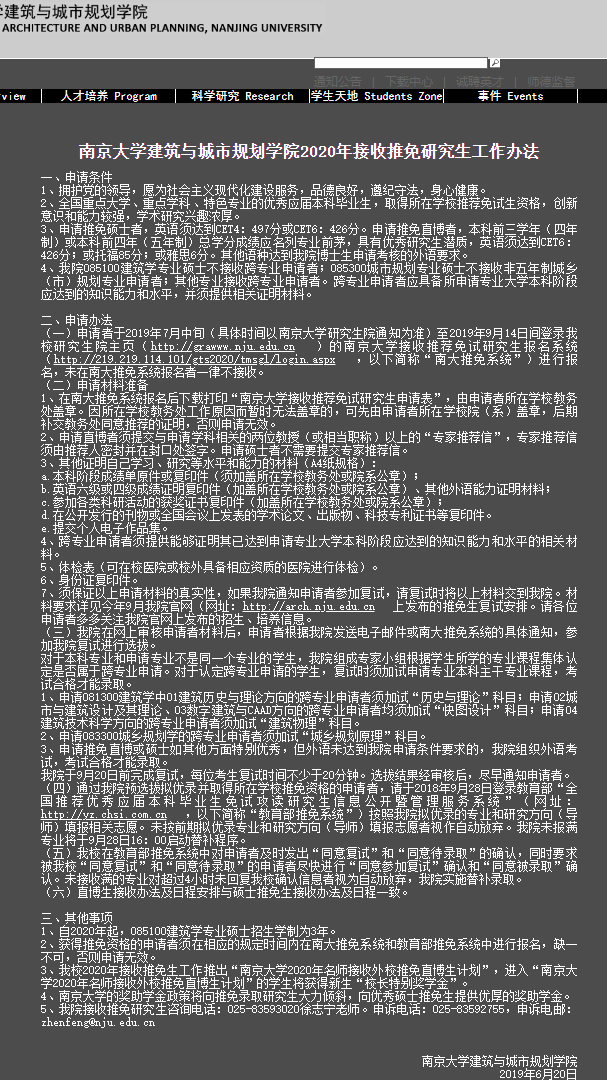 建筑与城市规划学院
ARCHITECTURE AND URBAN PLANNING, NANJING UNIVERSITY
通知公告 | 下载中心 | 诚聘英才 | 师德监督
view
人才培养 Program
科学研究 Research
学生天地 Students Zone
事件 Events
南京大学建筑与城市规划学院2020年接收推免研究生工作办法
一、申请条件
1、拥护党的领导，愿为社会主义现代化建设服务，品德良好，遵纪守法，身心健康。
2、全国重点大学、重点学科、特色专业的优秀应届本科毕业生，取得所在学校推荐免试生资格，创新
意识和能力较强，学术研究兴趣浓厚。
3、申请推免硕士者，英语须达到CET4：497分或CET6：426分。申请推免直博者，本科前三学年（四年
制）或本科前四年（五年制）总学分成绩应名列专业前茅，具有优秀研究生潜质，英语须达到CET6：
426分；或托福85分；或雅思6分。其他语种达到我院博士生申请考核的外语要求。
4、我院085100建筑学专业硕士不接收跨专业申请者；085300城市规划专业硕士不接收非五年制城乡
（市）规划专业申请者；其他专业接收跨专业申请者。跨专业申请者应具备所申请专业大学本科阶段
应达到的知识能力和水平，并须提供相关证明材料。
二、申请办法
（一）申请者于2019年7月中旬（具体时间以南京大学研究生院通知为准）至2019年9月14日间登录我
校研究生院主页（http://grawww.nju.edu.cn ）的南京大学接收推荐免试研究生报名系统
（http://219.219.114.101/gts2020/tmsgl/login.aspx ，以下简称“南大推免系统”）进行报
名，未在南大推免系统报名者一律不接收。
（二）申请材料准备
1、在南大推免系统报名后下载打印“南京大学接收推荐免试研究生申请表”，由申请者所在学校教务
处盖章。因所在学校教务处工作原因而暂时无法盖章的，可先由申请者所在学校院（系）盖章，后期
补交教务处同意推荐的证明，否则申请无效。
2、申请直博者须提交与申请学科相关的两位教授（或相当职称）以上的“专家推荐信”，专家推荐信
须由推荐人密封并在封口处签字。申请硕士者不需要提交专家推荐信。
3、其他证明自己学习、研究等水平和能力的材料（A4纸规格）：
a.本科阶段成绩单原件或复印件（须加盖所在学校教务处或院系公章）；
b.英语六级或四级成绩证明复印件（加盖所在学校教务处或院系公章）、其他外语能力证明材料；
c.参加各类科研活动的获奖证书复印件（加盖所在学校教务处或院系公章）；
d.在公开发行的刊物或全国会议上发表的学术论文、出版物、科技专利证书等复印件。
e.提交个人电子作品集。
4、跨专业申请者须提供能够证明其已达到申请专业大学本科阶段应达到的知识能力和水平的相关材
料。
5、体检表（可在校医院或校外具备相应资质的医院进行体检）。
6、身份证复印件。
7、须保证以上申请材料的真实性，如果我院通知申请者参加复试，请复试时将以上材料交到我院。材
料要求详见今年9月我院官网（网址：http://arch.nju.edu.cn 上发布的推免生复试安排。请各位
申请者多多关注我院官网上发布的招生、培养信息。
（三）我院在网上审核申请者材料后，申请者根据我院发送电子邮件或南大推免系统的具体通知，参
加我院复试进行选拔。
对于本科专业和申请专业不是同一个专业的学生，我院组成专家小组根据学生所学的专业课程集体认
定是否属于跨专业申请。对于认定跨专业申请的学生，复试时须加试申请专业本科主干专业课程，考
试合格才能录取。
1、申请081300建筑学中01建筑历史与理论方向的跨专业申请者须加试“历史与理论”科目；申请02城
市与建筑设计及其理论、03数字建筑与CAAD方向的跨专业申请者均须加试“快图设计”科目；申请04
建筑技术科学方向的跨专业申请者须加试“建筑物理”科目。
2、申请083300城乡规划学的跨专业申请者须加试“城乡规划原理”科目。
3、申请推免直博或硕士如其他方面特别优秀，但外语未达到我院申请条件要求的，我院组织外语考
试，考试合格才能录取。
我院于9月20日前完成复试，每位考生复试时间不少于20分钟。选拔结果经审核后，尽早通知申请者。
（四）通过我院预选拔拟优录并取得所在学校推免资格的申请者，请于2018年9月28日登录教育部“全
国推荐优秀应届本科毕业生免试攻读研究生信息公开暨管理服务系统”（网址：
http://yz.chsi.com.cn ，以下简称“教育部推免系统”）按照我院拟优录的专业和研究方向（导
师）填报相关志愿。未按前期拟优录专业和研究方向（导师）填报志愿者视作自动放弃。我院未报满
专业将于9月28日16：00启动替补程序。
（五）我校在教育部推免系统中对申请者及时发出“同意复试”和“同意待录取”的确认，同时要求
被我校“同意复试”和“同意待录取”的申请者尽快进行“同意参加复试”确认和“同意被录取”确
认。未接收满的专业对超过4小时未回复我校确认信息者视为自动放弃，我院实施替补录取。
（六）直博生接收办法及日程安排与硕士推免生接收办法及日程一致。
三、其他事项
1、自2020年起，085100建筑学专业硕士招生学制为3年。
2、获得推免资格的申请者须在相应的规定时间内在南大推免系统和教育部推免系统中进行报名，缺一
不可，否则申请无效。
3、我校2020年接收推免生工作推出“南京大学2020年名师接收外校推免直博生计划”，进入“南京大
学2020年名师接收外校推免直博生计划”的学生将获得新生“校长特别奖学金”。
4、南京大学的奖助学金政策将向推免录取研究生大力倾斜，向优秀硕士推免生提供优厚的奖助学金。
5、我院接收推免研究生咨询电话：025-83593020徐志宁老师。申诉电话：025-83592755，申诉电邮：
zhenfeng@nju.edu.cn
南京大学建筑与城市规划学院
2019年6月20日